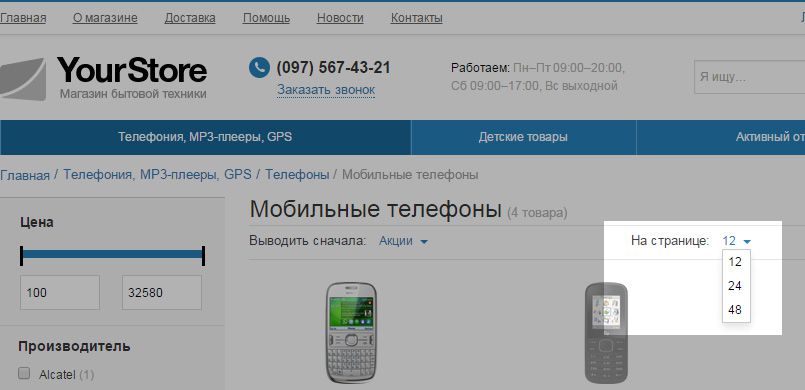 Главная О магазине Доставка Помощь Новости Контакты
YourStore
Магазин бытовой техники
(097) 567-43-21
Заказать звонок
Работаем: Пн–Пт 09:00–20:00,
Сб 09:00–17:00, Вс выходной
Я ищу...
Телефония, МР3-плееры, GPS Детские товары Активный от
Главная / Телефония, МР3-плееры, GPS / Телефоны / Мобильные телефоны
Цена
100 32580
Производитель
Alcatel (1)
Мобильные телефоны (4 товара)
Выводить сначала: Акции На странице: 12
12
24
48